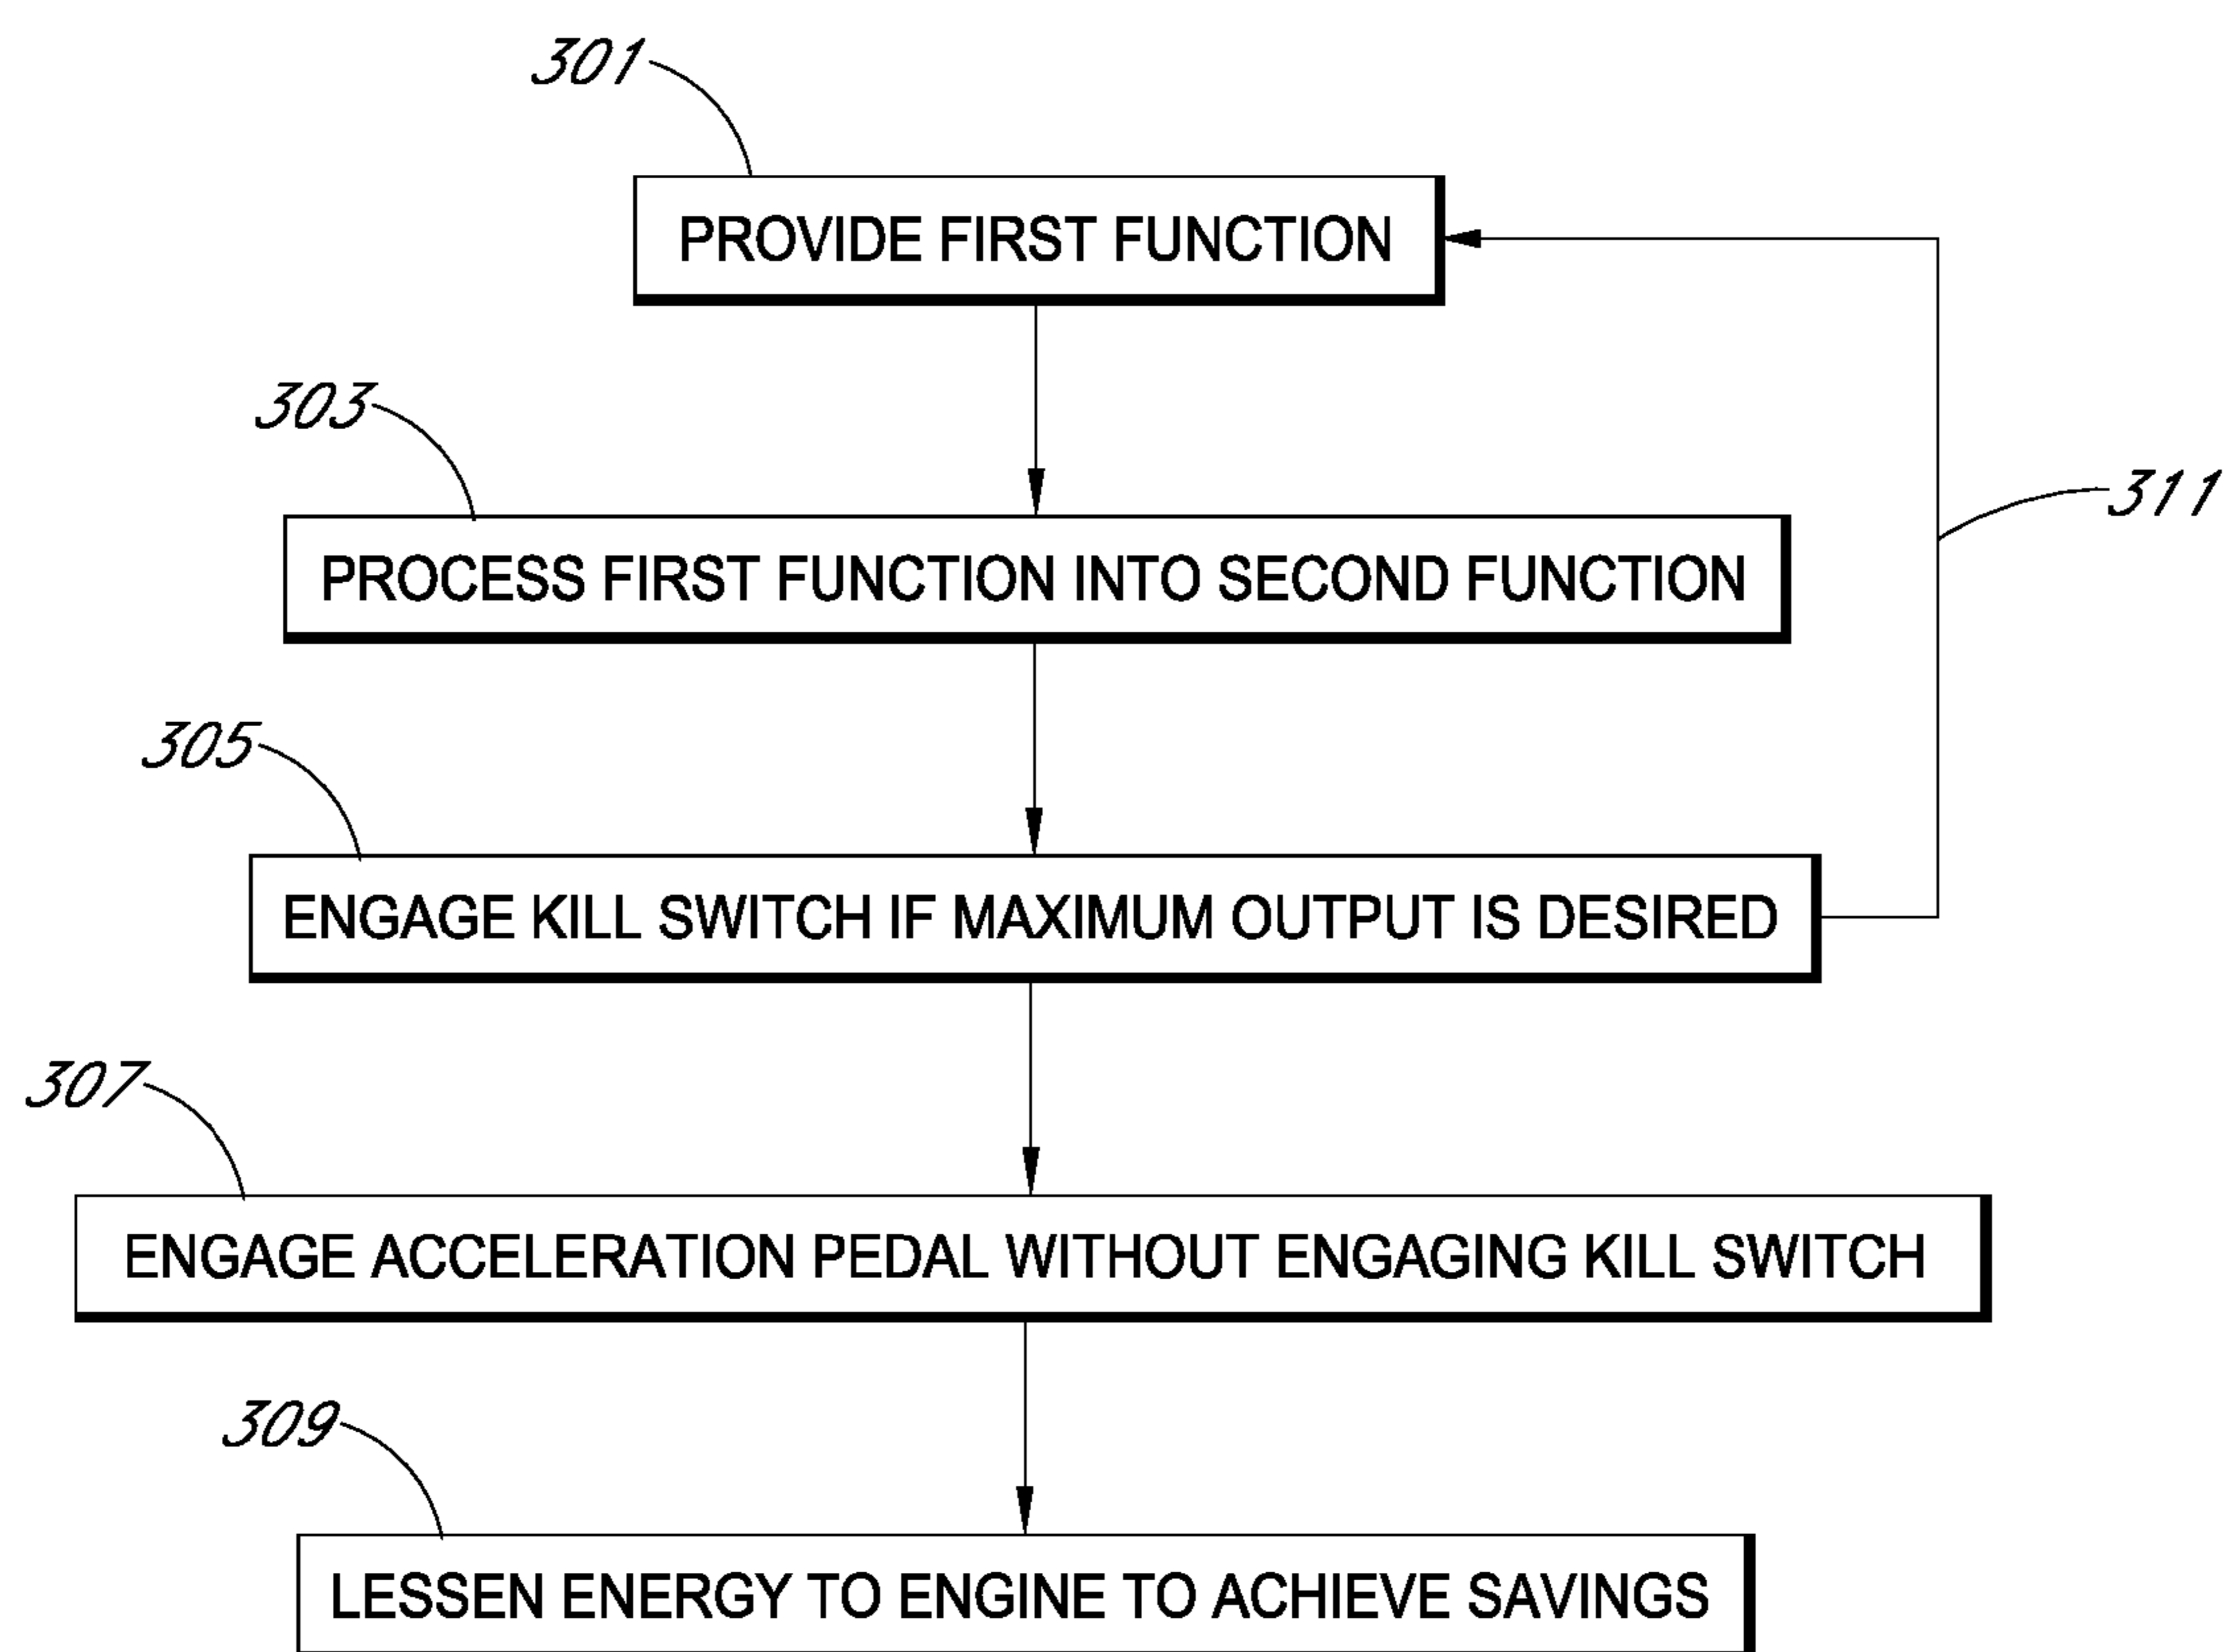 301
PROVIDE FIRST FUNCTION
303
PROCESS FIRST FUNCTION INTO SECOND FUNCTION
311
305
ENGAGE KILL SWITCH IF MAXIMUM OUTPUT IS DESIRED
307
ENGAGE ACCELERATION PEDAL WITHOUT ENGAGING KILL SWITCH
309
LESSEN ENERGY TO ENGINE TO ACHIEVE SAVINGS